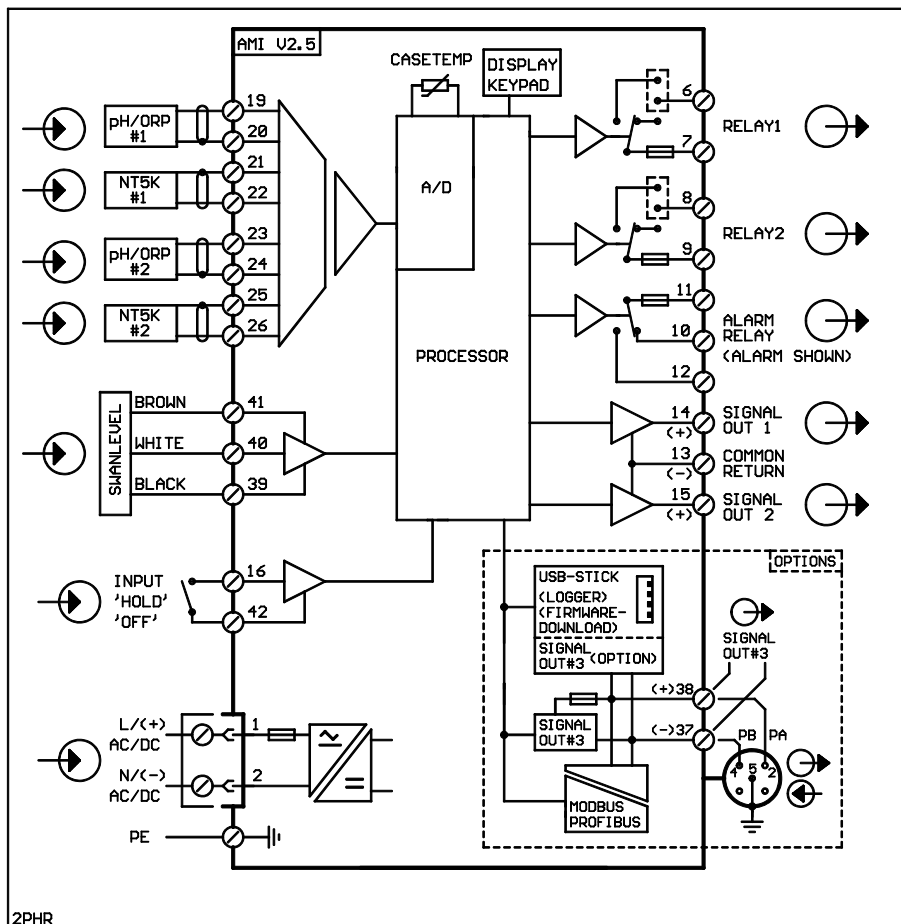 AMI V2.5
CASETEMP
DISPLAY
KEYPAD
pH/ORP
#1
19
20
NT5K
#1
21
22
pH/ORP
#2
23
24
NT5K
#2
25
26
A/D
PROCESSOR
6
7
RELAY1
8
9
RELAY2
11
10
12
ALARM
RELAY
(ALARM SHOWN)
SWANLEVEL
BROWN
41
WHITE
40
BLACK
39
14
(+)
SIGNAL
OUT 1
13
(-)
COMMON
RETURN
15
(+)
SIGNAL
OUT 2
INPUT
'HOLD'
'OFF'
16
42
OPTIONS
USB-STICK
(LOGGER)
(FIRMWARE-
DOWNLOAD)
SIGNAL
OUT#3 (OPTION)
SIGNAL
OUT#3
(+)38
SIGNAL
OUT#3
(-)37
PB PA
4 5 2
MODBUS
PROFIBUS
L/(+)
AC/DC
1
N/(-)
AC/DC
2
PE
2PHR